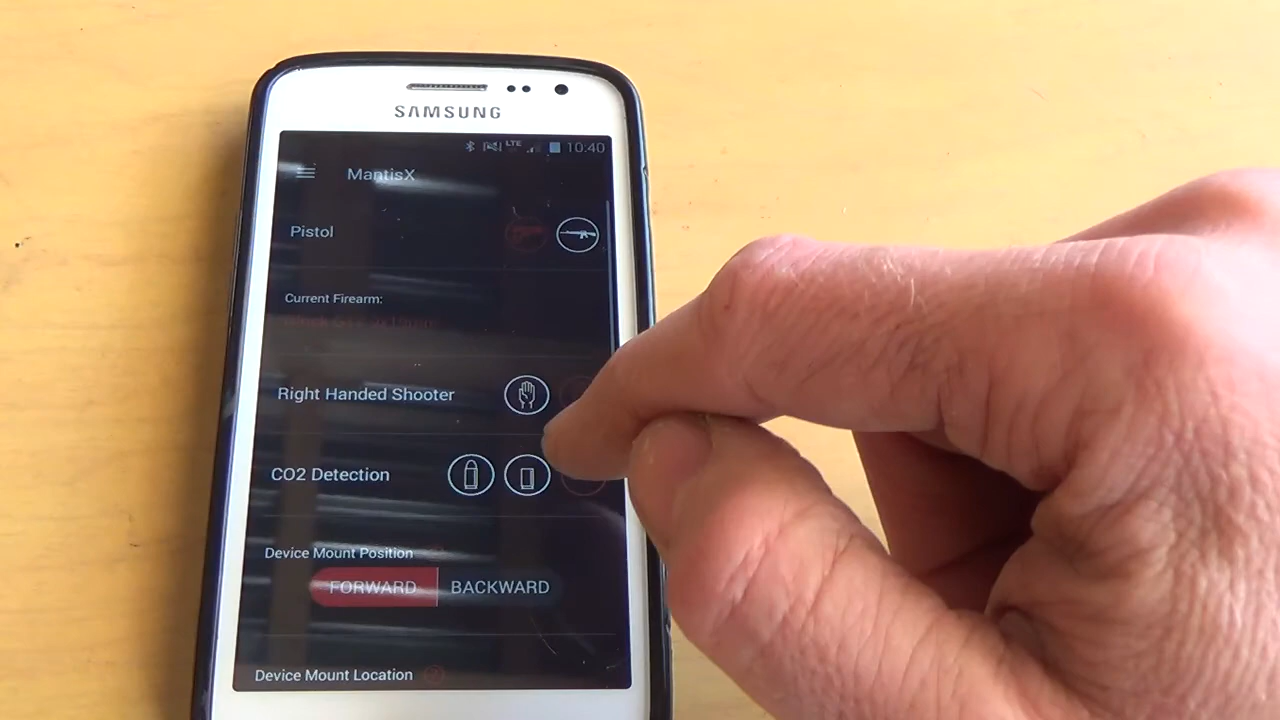 SAMSUNG
LTE 10:40
MantisX
Pistol
Current Firearm:
Right Handed Shooter
CO2 Detection
Device Mount Position
FORWARD BACKWARD
Device Mount Location